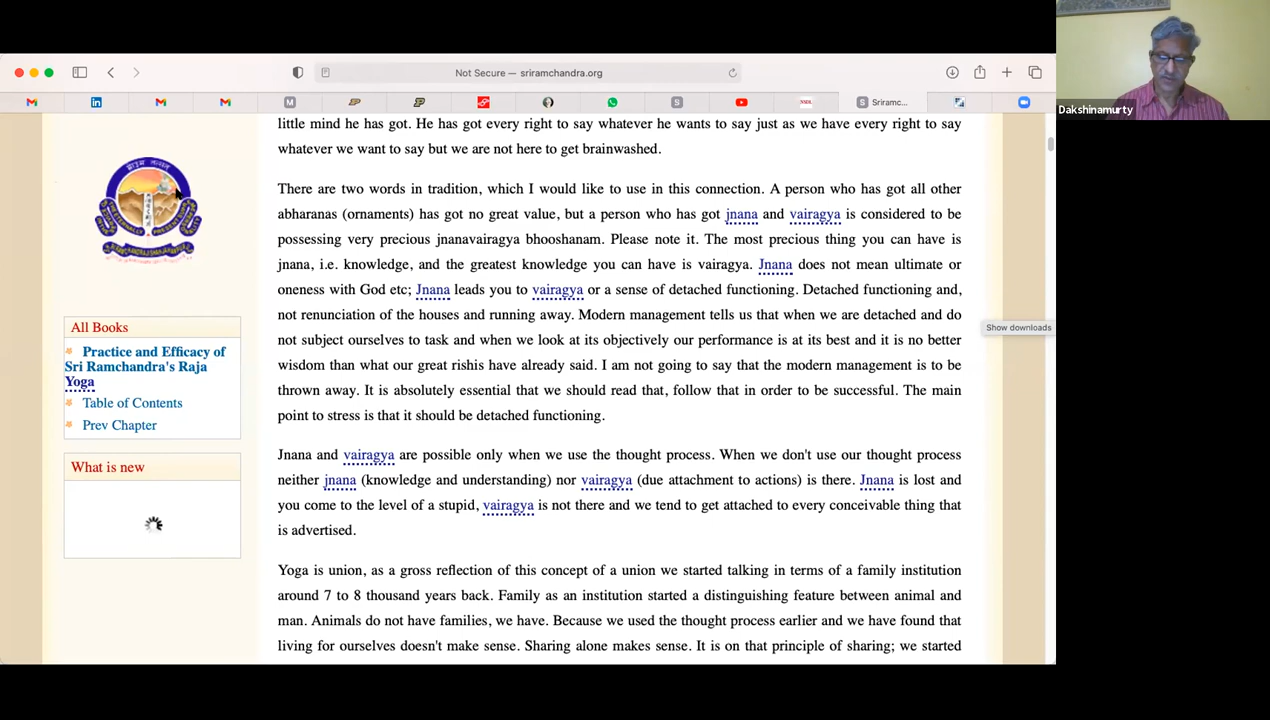 Not Secure — sriramchandra.org
Sriramc...
Dakshinamurty
little mind he has got. He has got every right to say whatever he wants to say just as we have every right to say
whatever we want to say but we are not here to get brainwashed.
There are two words in tradition, which I would like to use in this connection. A person who has got all other
abharanas (ornaments) has got no great value, but a person who has got jnana and vairagya is considered to be
possessing very precious jnanavairagya bhooshanam. Please note it. The most precious thing you can have is
jnana, i.e. knowledge, and the greatest knowledge you can have is vairagya. Jnana does not mean ultimate or
oneness with God etc; Jnana leads you to vairagya or a sense of detached functioning. Detached functioning and,
not renunciation of the houses and running away. Modern management tells us that when we are detached and do
not subject ourselves to task and when we look at its objectively our performance is at its best and it is no better
wisdom than what our great rishis have already said. I am not going to say that the modern management is to be
thrown away. It is absolutely essential that we should read that, follow that in order to be successful. The main
point to stress is that it should be detached functioning.
Jnana and vairagya are possible only when we use the thought process. When we don't use our thought process
neither jnana (knowledge and understanding) nor vairagya (due attachment to actions) is there. Jnana is lost and
you come to the level of a stupid, vairagya is not there and we tend to get attached to every conceivable thing that
is advertised.
Yoga is union, as a gross reflection of this concept of a union we started talking in terms of a family institution
around 7 to 8 thousand years back. Family as an institution started a distinguishing feature between animal and
man. Animals do not have families, we have. Because we used the thought process earlier and we have found that
living for ourselves doesn't make sense. Sharing alone makes sense. It is on that principle of sharing; we started
All Books
Practice and Efficacy of
Sri Ramchandra's Raja
Yoga
Table of Contents
Prev Chapter
What is new
Show downloads